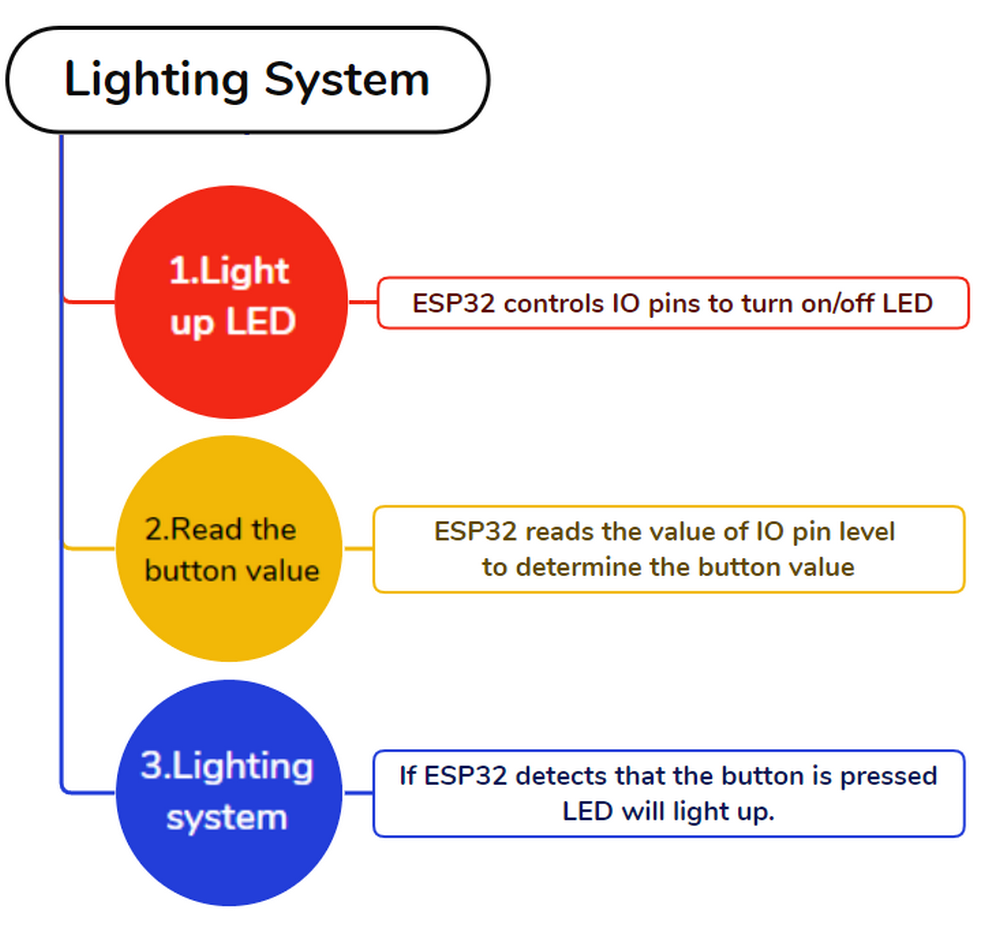 Lighting System
1.Light
up LED
ESP32 controls IO pins to turn on/off LED
2.Read the
button value
ESP32 reads the value of IO pin level
to determine the button value
3.Lighting
system
If ESP32 detects that the button is pressed
LED will light up.